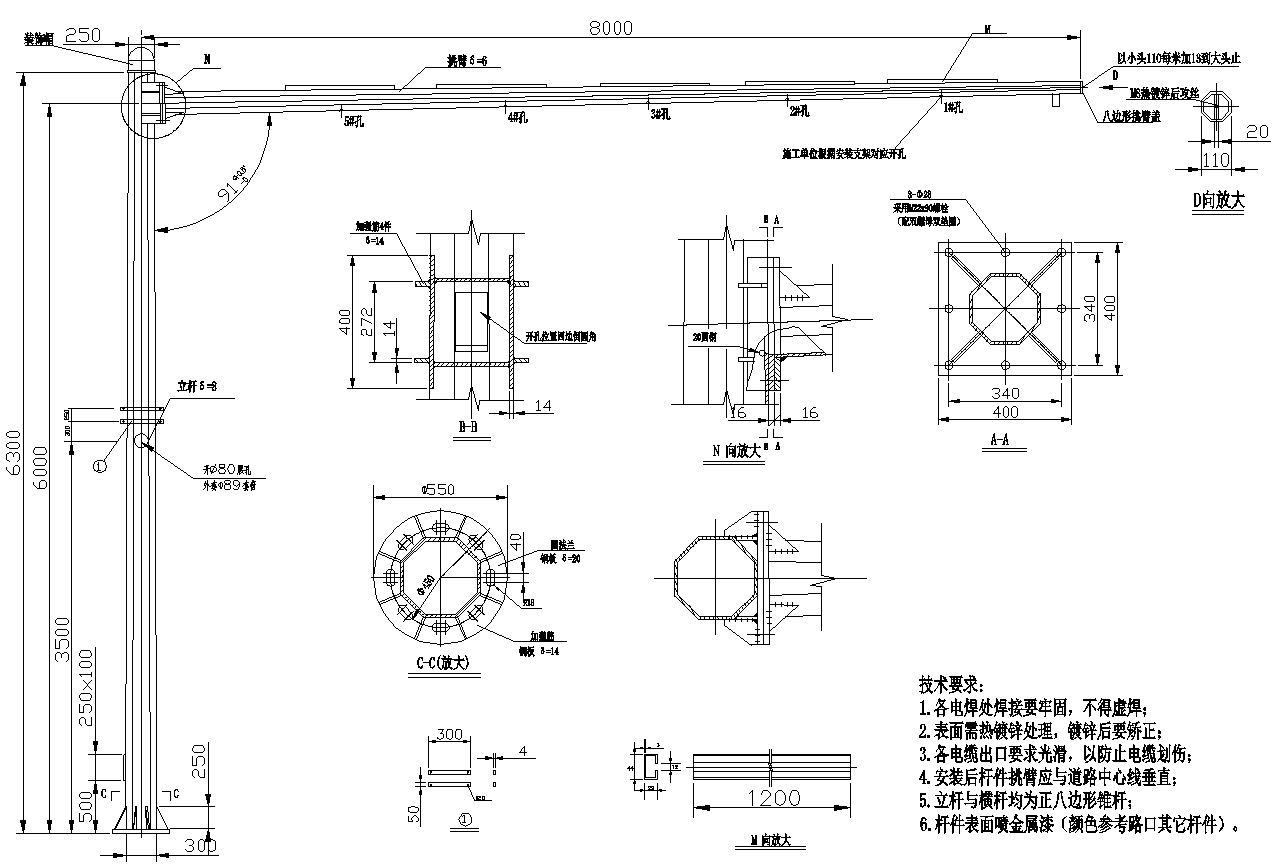 装饰帽
250
8000
N
挑臂δ=6
M
以小头110每米加13到大头止
D
M8热镀锌后攻丝
八边形挑臂盖
5#孔
4#孔
3#孔
2#孔
1#孔
施工单位根据安装支架对应开孔
20
110
D向放大
91°
加强筋4件
δ=14
400
272
14
开孔位置四边倒圆角
14
B-B
B A
20圆钢
16
16
B A
N 向放大
8-Φ28
采用M22x90螺栓
340
400
340
400
A-A
6300
6000
立杆δ=8
①
开Φ80腰孔
外套Φ89套管
3500
250x100
500
C
C
250
300
Φ550
40
圆法兰
钢板 δ=20
Φ450
加强筋
钢板 δ=14
C-C(放大)
300
4
50
①
1200
M 向放大
技术要求:
1.各电焊处焊接要牢固，不得虚焊;
2.表面需热镀锌处理，镀锌后要矫正;
3.各电缆出口要求光滑，以防止电缆划伤;
4.安装后杆件挑臂应与道路中心线垂直;
5.立杆与横杆均为正八边形锥杆;
6.杆件表面喷金属漆（颜色参考路口其它杆件）。